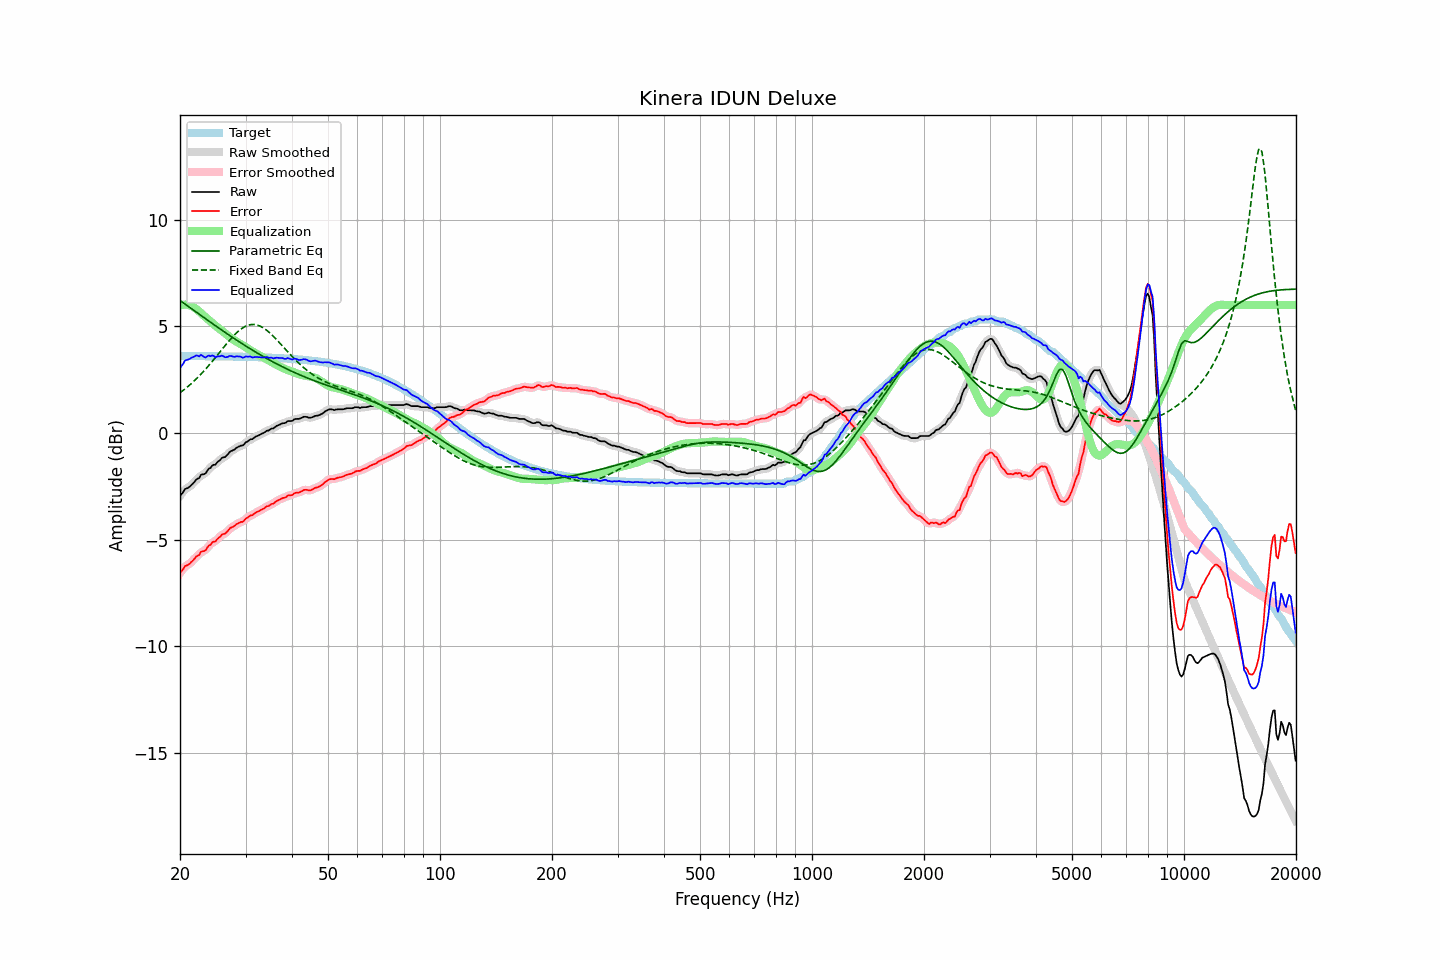 Kinera IDUN Deluxe
Target
Raw Smoothed
Error Smoothed
Raw
Error
Equalization
Parametric Eq
Fixed Band Eq
Equalized
10
5
0
−5
−10
−15
Amplitude (dBr)
20
50
100
200
500
1000
2000
5000
10000
20000
Frequency (Hz)